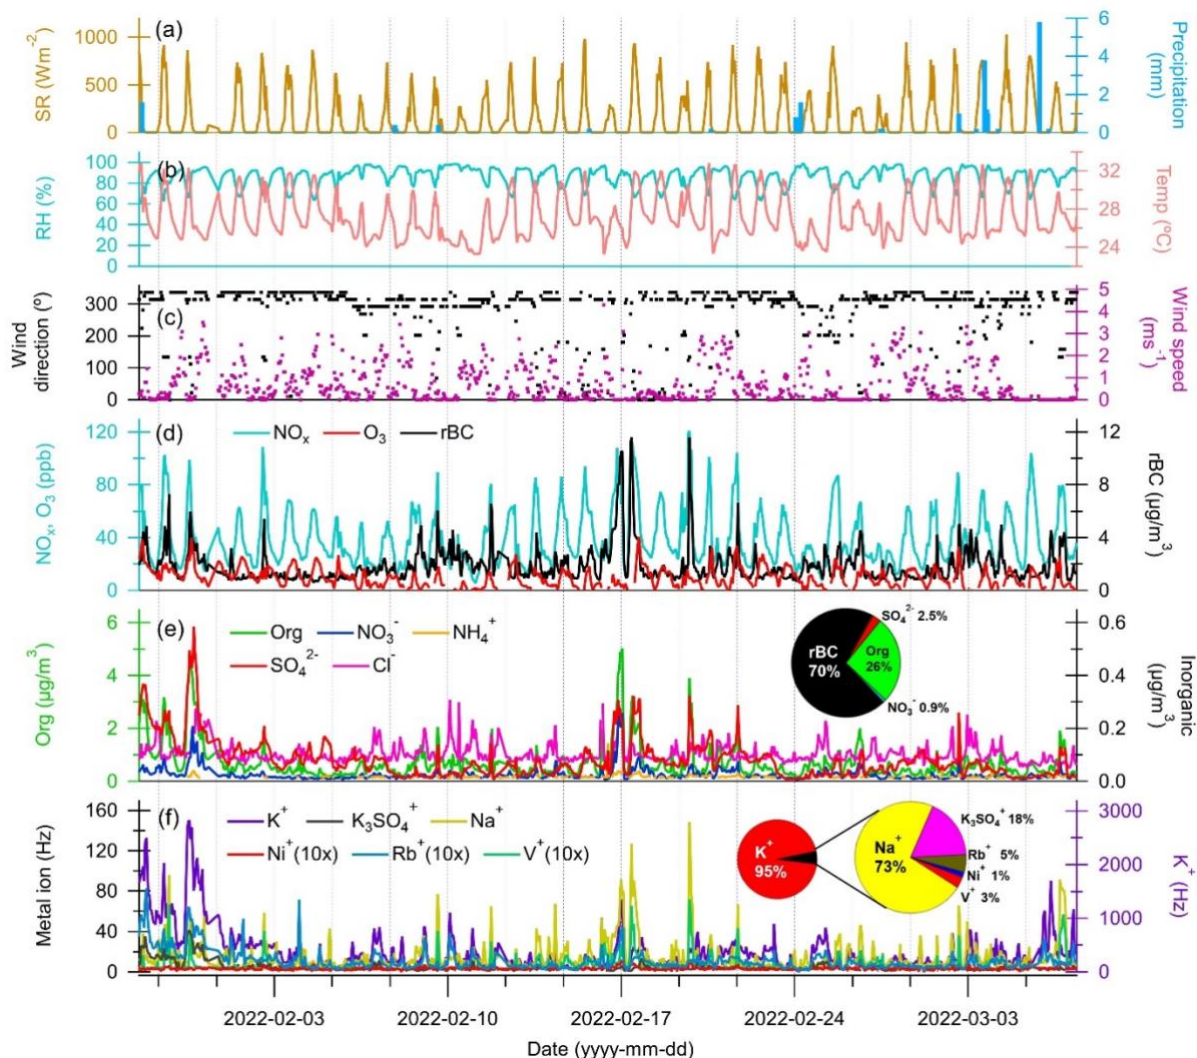 (a)
SR (Wm-2)
1000
500
0
6
4
2
0
Precipitation
(mm)
(b)
RH (%)
100
80
60
40
20
0
32
28
24
Temp (ºC)
(c)
Wind
direction (º)
300
200
100
0
5
4
3
2
1
0
Wind speed
(ms-1)
(d)
NOx O3 rBC
NOx, O3 (ppb)
120
80
40
0
12
8
4
0
rBC (µg/m3)
(e)
Org NO3- NH4+
SO42- Cl-
Org (µg/m3)
6
4
2
0
rBC
70%
SO42- 2.5%
Org
26%
NO3- 0.9%
0.6
0.4
0.2
0.0
Inorganic
(µg/m3)
(f)
K+ K3SO4+ Na+
Ni+(10x) Rb+(10x) V+(10x)
Metal ion (Hz)
160
120
80
40
0
K+
95%
Na+
73%
K3SO4+ 18%
Rb+ 5%
Ni+ 1%
V+ 3%
3000
2000
1000
0
K+ (Hz)
2022-02-03 2022-02-10 2022-02-17 2022-02-24 2022-03-03
Date (yyyy-mm-dd)